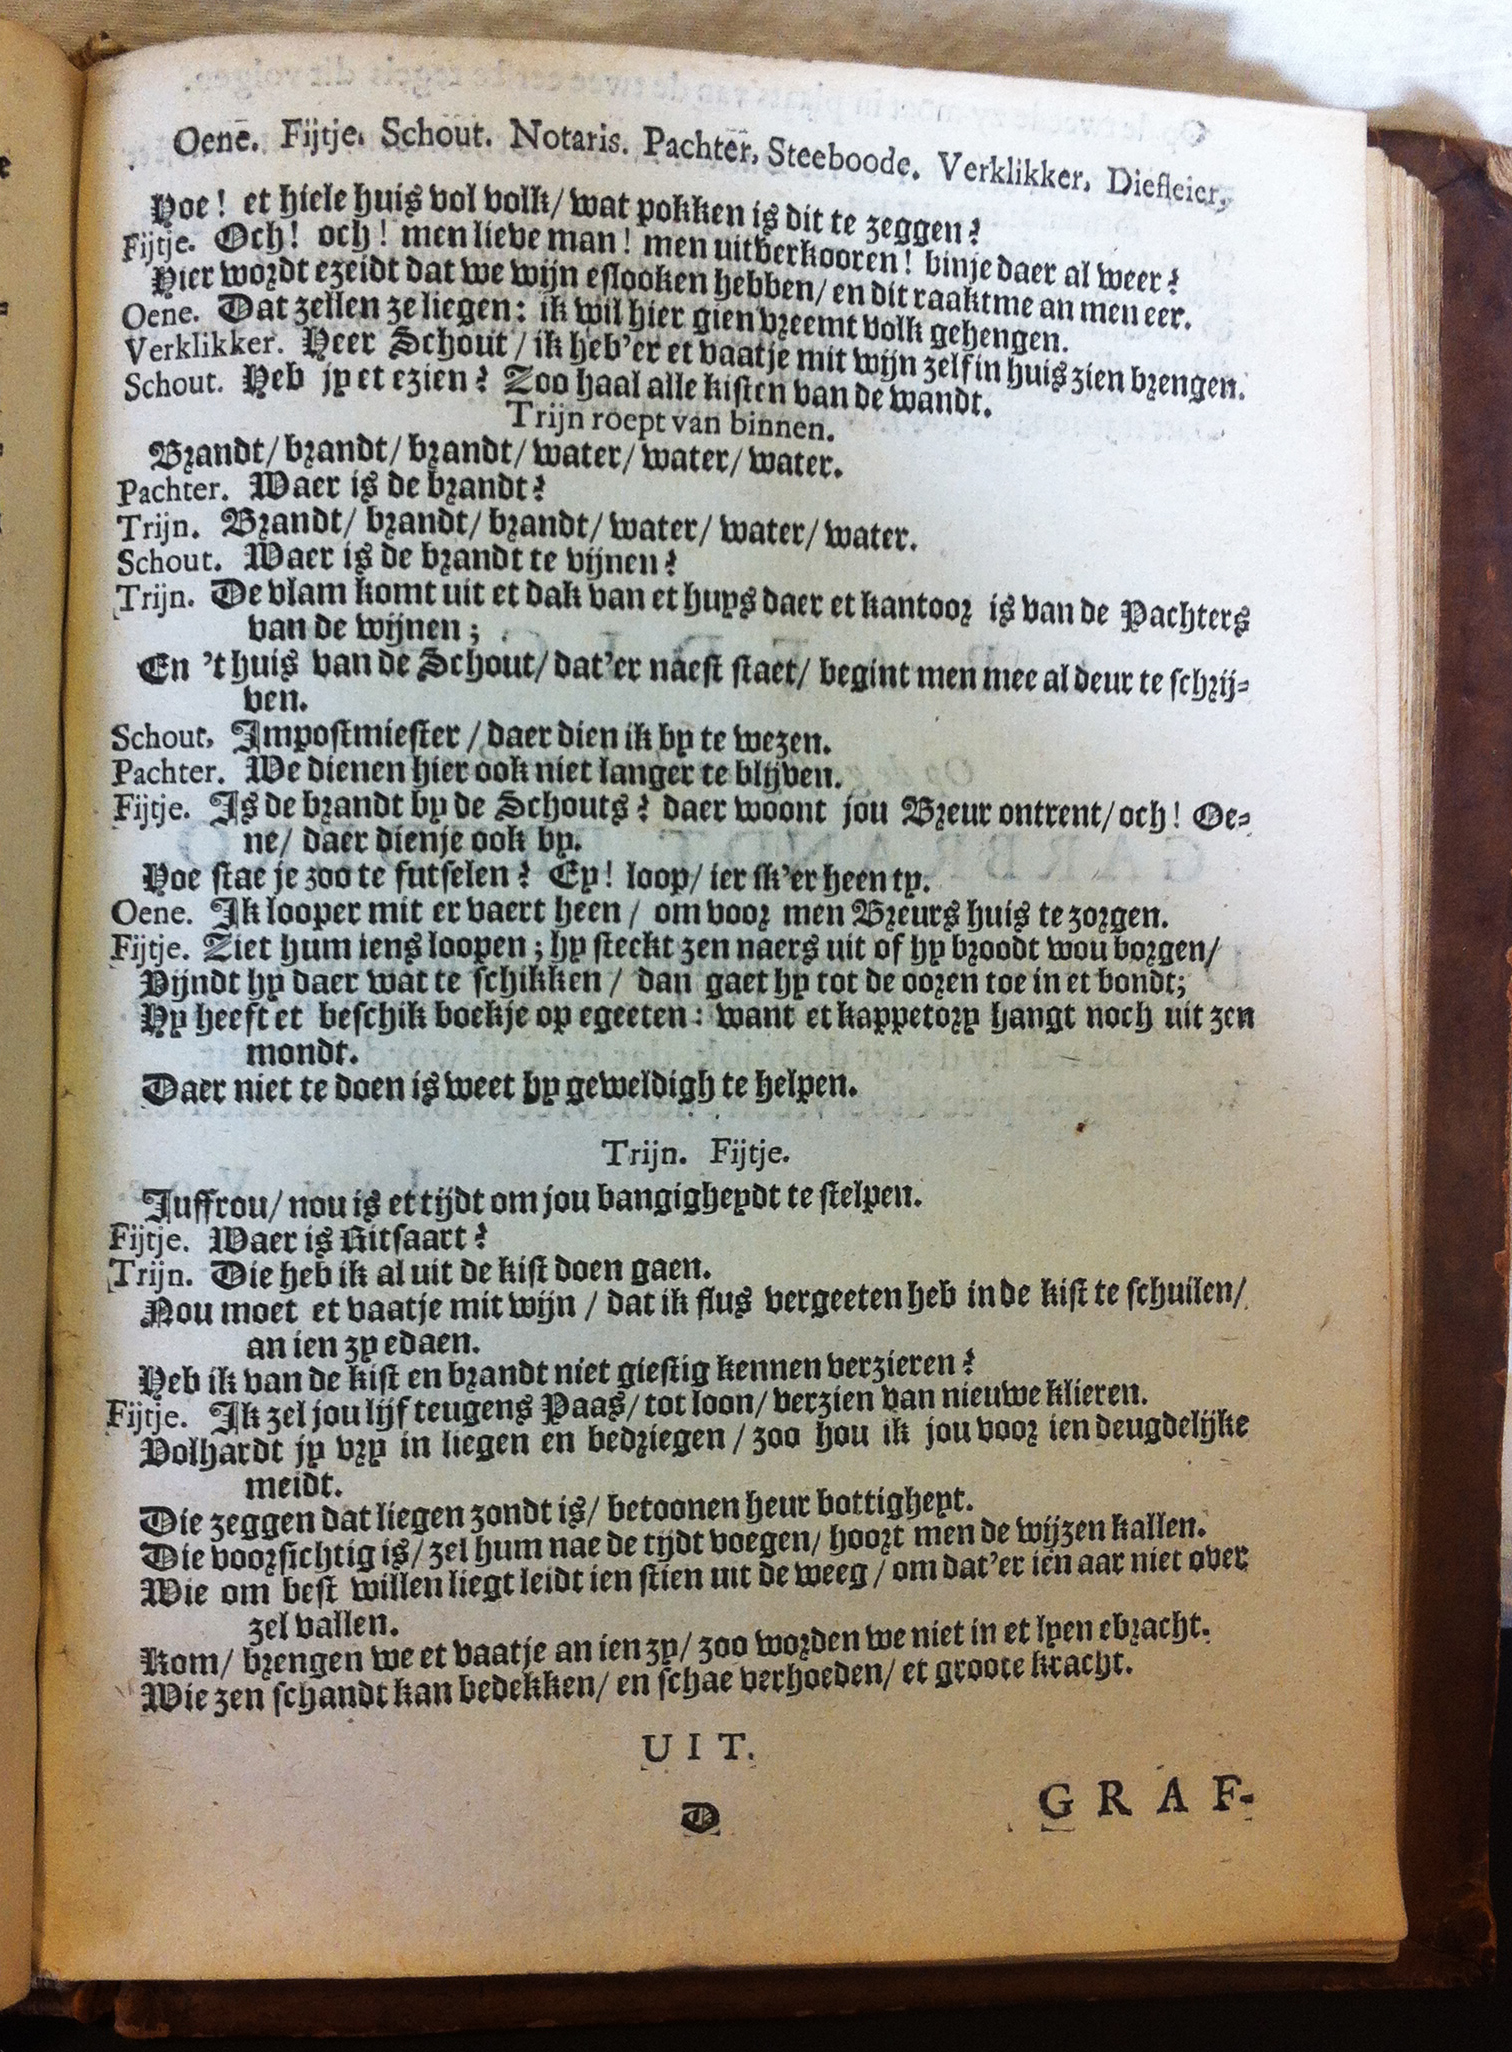 Oene. Fijtje. Schout. Notaris. Pachter, Steeboode. Verklikker, Diefleier,
Hoe! et hiele huis vol volk/ wat pokken is dit te zeggen?
Fijtje. Och! och! men lieve man! men uitverkooren! binje daer al weer?
Hier wordt ezeidt dat we wijn eslooken hebben/ en dit raaktme an men eer.
Oene. Dat zellen ze liegen: ik wil hier gien vreemt volk gehengen.
Verklikker. Heer Schout/ ik heb'er et vaatje mit wijn zelf in huis zien brengen.
Schout. Heb jy et ezien? Zoo haal alle kisten van de wandt.
Trijn roept van binnen.
Brandt/ brandt/ brandt/ water/ water/ water.
Pachter. Waer is de brandt?
Trijn. Brandt/ brandt/ brandt/ water/ water/ water.
Schout. Waer is de brandt te vijnen?
Trijn. De vlam komt uit et dak van et huys daer et kantoor is van de Pachters
van de wijnen;
En 't huis van de Schout/ dat'er naest staet/ begint men mee al deur te schrij-
ven.
Schout, Impostmiester/ daer dien ik by te wezen.
Pachter. We dienen hier ook niet langer te blijven.
Fijtje. Is de brandt by de Schouts? daer woont jou Breur ontrent/ och! Oe-
ne/ daer dienje ook by.
Hoe stae je zoo te futselen? Ey! loop/ ier ik'er heen ty.
Oene. Ik looper mit er vaert heen/ om voor men Breurs huis te zorgen.
Fijtje. Ziet hum iens loopen; hy steckt zen naers uit of hy broodt wou borgen/
Vijndt hy daer wat te schikken/ dan gaet hy tot de ooren toe in et bondt;
Hy heeft et beschik boekje op egeeten: want et kappetory hangt noch uit zen
mondt.
Daer niet te doen is weet hy geweldigh te helpen.
Trijn. Fijtje.
Juffrou/ nou is et tijdt om jou bangigheydt te stelpen.
Fijtje. Waer is Ritsaart?
Trijn. Die heb ik al uit de kist doen gaen.
Nou moet et vaatje mit wijn/ dat ik flus vergeeten heb in de kist te schuilen/
an ien zy edaen.
Heb ik van de kist en brandt niet giestig kennen verzieren?
Fijtje. Ik zel jou lijf teugens Paas/ tot loon/ verzien van nieuwe klieren.
Volhardt jy vry in liegen en bedriegen/ zoo hou ik jou voor ien deugdelijke
meidt.
Die zeggen dat liegen zondt is/ betoonen heur bottigheyt.
Die voorsichtig is/ zel hum nae de tijdt voegen/ hoort men de wijzen kallen.
Wie om best willen liegt leidt ien stien uit de weeg/ om dat'er ien aar niet over
zel vallen.
Kom/ brengen we et vaatje an ien zy/ zoo worden we niet in et lyen ebracht.
Wie zen schandt kan bedekken/ en schae verhoeden/ et groote kracht.
UIT.
D
GRAF-